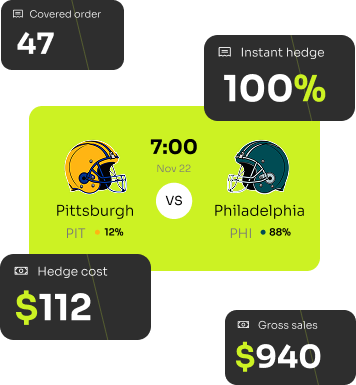 Covered order
47
Instant hedge
100%
7:00
Nov 22
VS
Pittsburgh
PIT 12%
Philadelphia
PHI 88%
Hedge cost
$112
Gross sales
$940